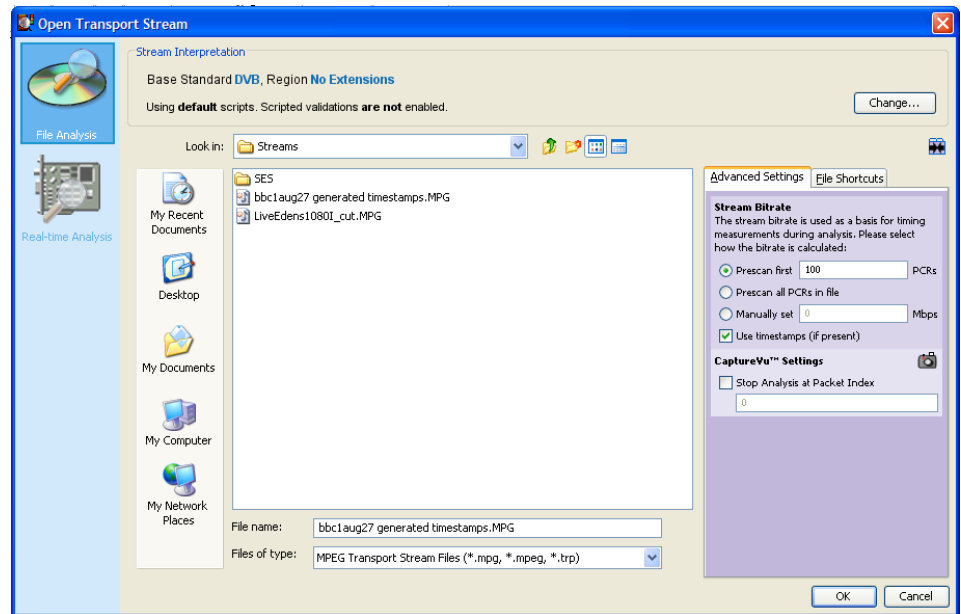 Open Transport Stream
File Analysis
Real-time Analysis
Stream Interpretation
Base Standard DVB, Region No Extensions
Using default scripts. Scripted validations are not enabled.
Change...
Look in:
Streams
My Recent
Documents
Desktop
My Documents
My Computer
My Network
Places
SES
bbc1aug27 generated timestamps.MPG
LiveEdens1080I_cut.MPG
File name:
bbc1aug27 generated timestamps.MPG
Files of type:
MPEG Transport Stream Files (*.mpg, *.mpeg, *.trp)
Advanced Settings
File Shortcuts
Stream Bitrate
The stream bitrate is used as a basis for timing
measurements during analysis. Please select
how the bitrate is calculated:
Prescan first 100 PCRs
Prescan all PCRs in file
Manually set 0 Mbps
Use timestamps (if present)
CaptureVu™ Settings
Stop Analysis at Packet Index
0
OK
Cancel